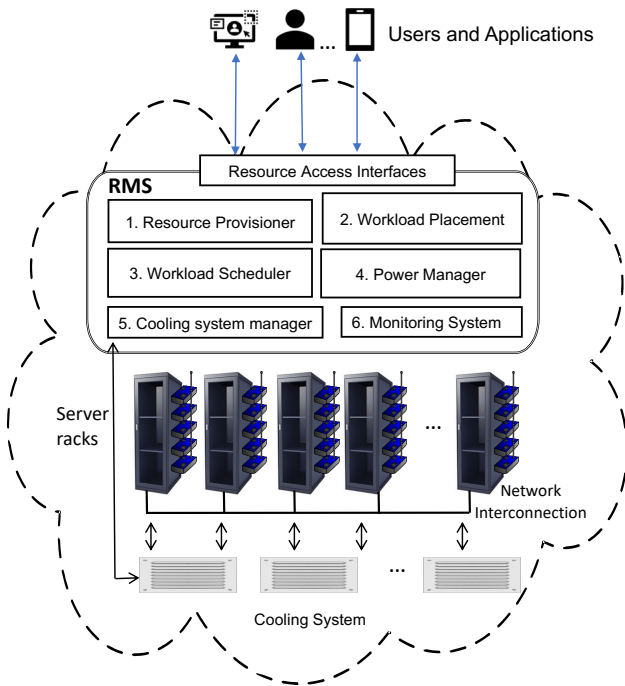 Users and Applications
...
Resource Access Interfaces
RMS
1. Resource Provisioner
2. Workload Placement
3. Workload Scheduler
4. Power Manager
5. Cooling system manager
6. Monitoring System
Server
racks
...
Network
Interconnection
...
Cooling System